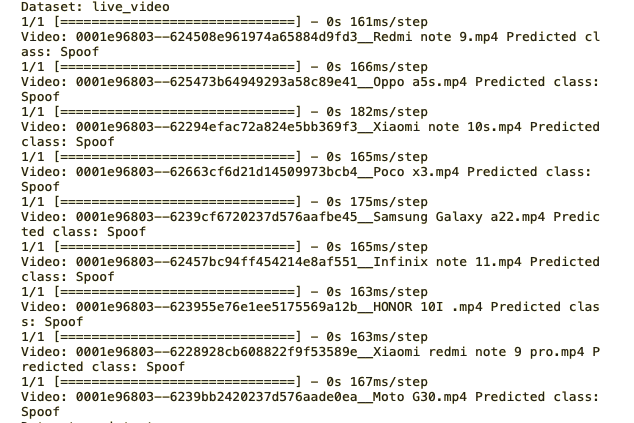 Dataset: live_video
1/1 [==============================] - 0s 161ms/step
Video: 0001e96803--624508e961974a65884d9fd3__Redmi note 9.mp4 Predicted cl
ass: Spoof
1/1 [==============================] - 0s 166ms/step
Video: 0001e96803--625473b64949293a58c89e41__Oppo a5s.mp4 Predicted class:
Spoof
1/1 [==============================] - 0s 182ms/step
Video: 0001e96803--62294efac72a824e5bb369f3__Xiaomi note 10s.mp4 Predicted
class: Spoof
1/1 [==============================] - 0s 165ms/step
Video: 0001e96803--62663cf6d21d14509973bcb4__Poco x3.mp4 Predicted class:
Spoof
1/1 [==============================] - 0s 175ms/step
Video: 0001e96803--6239cf6720237d576aafbe45__Samsung Galaxy a22.mp4 Predic
ted class: Spoof
1/1 [==============================] - 0s 165ms/step
Video: 0001e96803--62457bc94ff454214e8af551__Infinix note 11.mp4 Predicted
class: Spoof
1/1 [==============================] - 0s 163ms/step
Video: 0001e96803--623955e76e1ee5175569a12b__HONOR 10I .mp4 Predicted clas
s: Spoof
1/1 [==============================] - 0s 163ms/step
Video: 0001e96803--6228928cb608822f9f53589e__Xiaomi redmi note 9 pro.mp4 P
redicted class: Spoof
1/1 [==============================] - 0s 167ms/step
Video: 0001e96803--6239bb2420237d576aade0ea__Moto G30.mp4 Predicted class:
Spoof